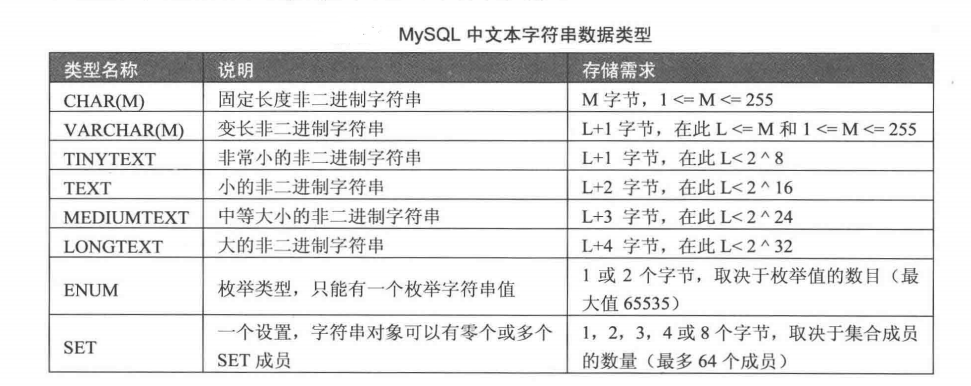 MySQL 中文本字符串数据类型
类型名称 说明 存储需求
CHAR(M) 固定长度非二进制字符串 M 字节，1 <= M <= 255
VARCHAR(M) 变长非二进制字符串 L+1 字节，在此 L <= M 和 1 <= M <= 255
TINYTEXT 非常小的非二进制字符串 L+1 字节，在此 L< 2 ^ 8
TEXT 小的非二进制字符串 L+2 字节，在此 L< 2 ^ 16
MEDIUMTEXT 中等大小的非二进制字符串 L+3 字节，在此 L< 2 ^ 24
LONGTEXT 大的非二进制字符串 L+4 字节，在此 L< 2 ^ 32
ENUM 枚举类型，只能有一个枚举字符串值 1 或 2 个字节，取决于枚举值的数目（最
大值 65535）
SET 一个设置，字符串对象可以有零个或多个
SET 成员
1，2，3，4 或 8 个字节，取决于集合成员
的数量（最多 64 个成员）